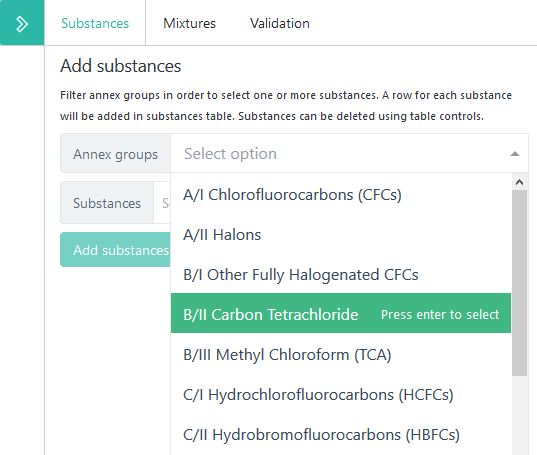 Substances Mixtures Validation
Add substances
Filter annex groups in order to select one or more substances. A row for each substance
will be added in substances table. Substances can be deleted using table controls.
Annex groups Select option
A/I Chlorofluorocarbons (CFCs)
Substances
A/II Halons
Add substances
B/I Other Fully Halogenated CFCs
B/II Carbon Tetrachloride Press enter to select
B/III Methyl Chloroform (TCA)
C/I Hydrochlorofluorocarbons (HCFCs)
C/II Hydrobromofluorocarbons (HBFCs)